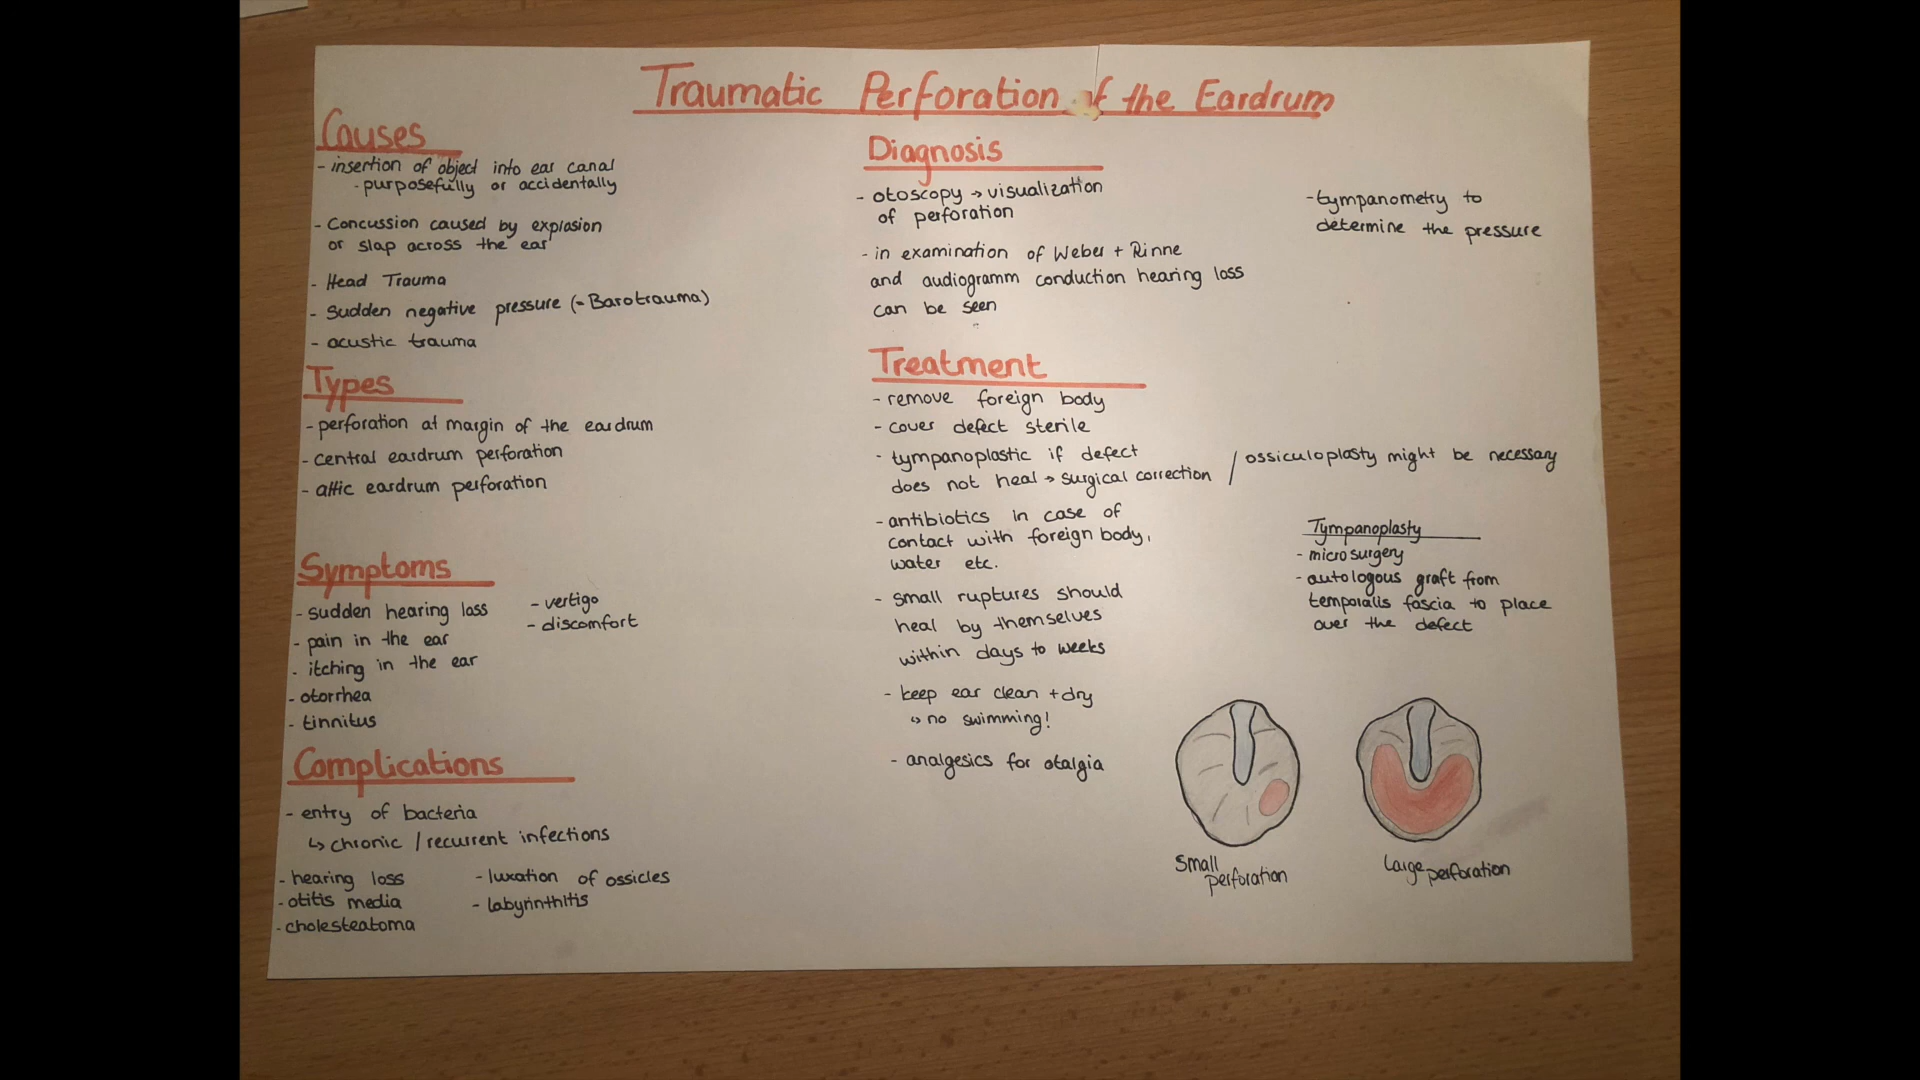 Traumatic Perforation of the Eardrum
Causes
- insertion of object into ear canal
- purposefully or accidentally
- Concussion caused by explosion
or slap across the ear
- Head Trauma
- Sudden negative pressure (= Barotrauma)
- acustic trauma
Types
- perforation at margin of the eardrum
- central eardrum perforation
- attic eardrum perforation
Symptoms
- sudden hearing loss
- pain in the ear
- itching in the ear
- otorrhea
- tinnitus
- vertigo
- discomfort
Complications
- entry of bacteria
↳ chronic / recurrent infections
- hearing loss
- otitis media
- cholesteatoma
- luxation of ossicles
- labyrinthitis
Diagnosis
- otoscopy → visualization
of perforation
- in examination of Weber + Rinne
and audiogramm conduction hearing loss
can be seen
- tympanometry to
determine the pressure
Treatment
- remove foreign body
- cover defect sterile
- tympanoplastic if defect
does not heal → surgical correction / ossiculoplasty might be necessary
- antibiotics in case of
contact with foreign body,
water etc.
- small ruptures should
heal by themselves
within days to weeks
- keep ear clean + dry
↳ no swimming!
- analgesics for otalgia
Tympanoplasty
- microsurgery
- autologous graft from
temporalis fascia to place
over the defect
Small
perforation
Large perforation